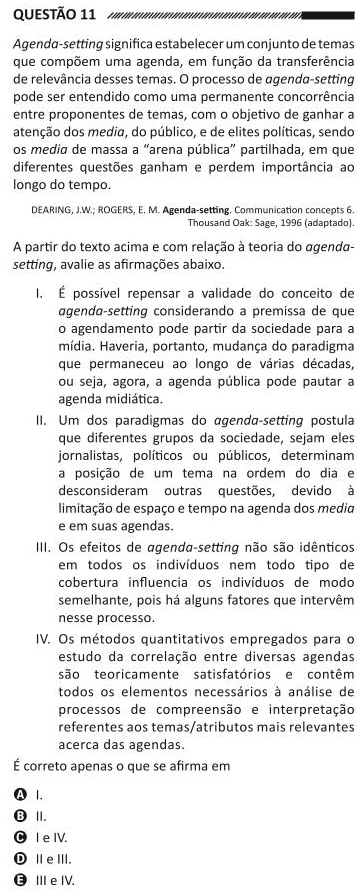 QUESTÃO 11
Agenda-setting significa estabelecer um conjunto de temas
que compõem uma agenda, em função da transferência
de relevância desses temas. O processo de agenda-setting
pode ser entendido como uma permanente concorrência
entre proponentes de temas, com o objetivo de ganhar a
atenção dos media, do público, e de elites políticas, sendo
os media de massa a “arena pública” partilhada, em que
diferentes questões ganham e perdem importância ao
longo do tempo.
DEARING, J.W.; ROGERS, E. M. Agenda-setting. Communication concepts 6.
Thousand Oak: Sage, 1996 (adaptado).
A partir do texto acima e com relação à teoria do agenda-
setting, avalie as afirmações abaixo.
I. É possível repensar a validade do conceito de
agenda-setting considerando a premissa de que
o agendamento pode partir da sociedade para a
mídia. Haveria, portanto, mudança do paradigma
que permaneceu ao longo de várias décadas,
ou seja, agora, a agenda pública pode pautar a
agenda midiática.
II. Um dos paradigmas do agenda-setting postula
que diferentes grupos da sociedade, sejam eles
jornalistas, políticos ou públicos, determinam
a posição de um tema na ordem do dia e
desconsideram outras questões, devido à
limitação de espaço e tempo na agenda dos media
e em suas agendas.
III. Os efeitos de agenda-setting não são idênticos
em todos os indivíduos nem todo tipo de
cobertura influencia os indivíduos de modo
semelhante, pois há alguns fatores que intervêm
nesse processo.
IV. Os métodos quantitativos empregados para o
estudo da correlação entre diversas agendas
são teoricamente satisfatórios e contêm
todos os elementos necessários à análise de
processos de compreensão e interpretação
referentes aos temas/atributos mais relevantes
acerca das agendas.
É correto apenas o que se afirma em
A I.
B II.
C I e IV.
D II e III.
E III e IV.